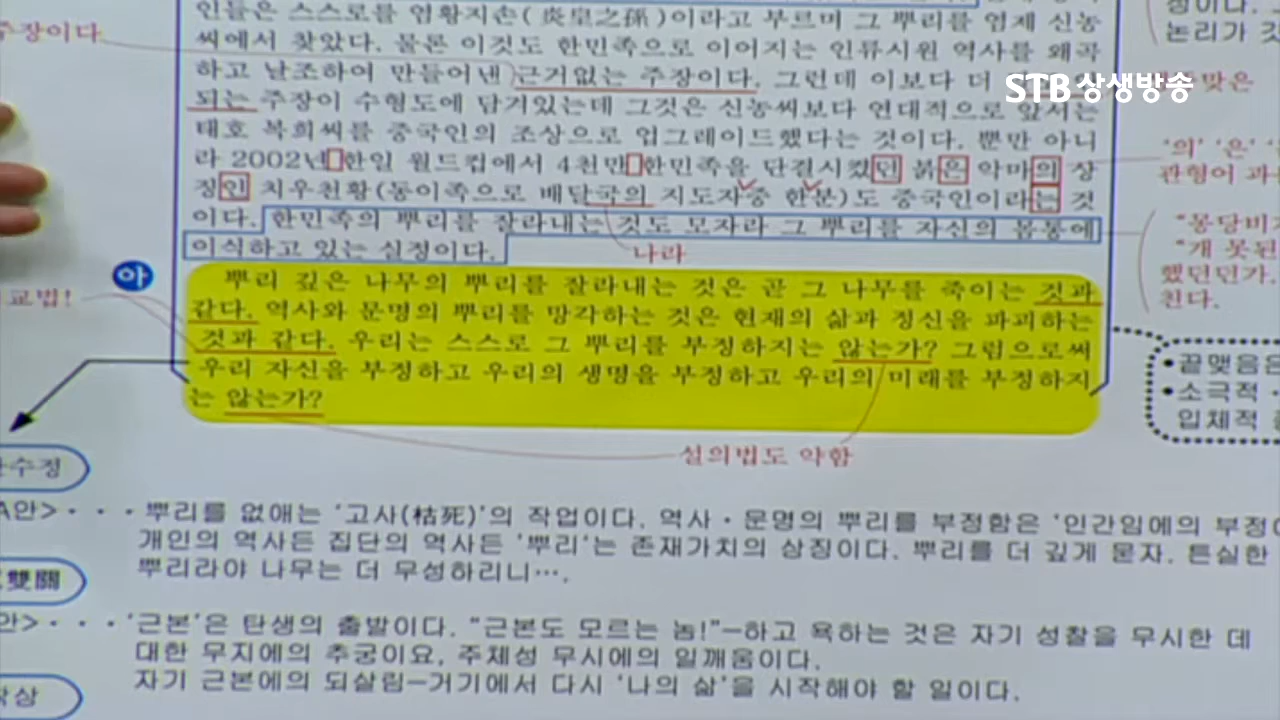 인들은 스스로를 염황지손(炎皇之孫)이라고 부르며 그 뿌리를 염제 신농
씨에서 찾았다. 물론 이것도 한민족으로 이어지는 인류시원 역사를 왜곡
하고 날조하여 만들어낸 근거없는 주장이다. 그런데 이보다 더
되는 주장이 수형도에 담겨있는데 그것은 신농씨보다 연대적으로 앞서는
태호 복희씨를 중국인의 조상으로 업그레이드했다는 것이다. 뿐만 아니
라 2002년 한일 월드컵에서 4천만 한민족을 단결시켰던 붉은 악마의 상
징인 치우천황(동이족으로 배달국의 지도자중 한분)도 중국인이라는 것
이다. 한민족의 뿌리를 잘라내는 것도 모자라 그 뿌리를 자신의 몸통에
이식하고 있는 실정이다.
나라
아
뿌리 깊은 나무의 뿌리를 잘라내는 것은 곧 그 나무를 죽이는 것과
같다. 역사와 문명의 뿌리를 망각하는 것은 현재의 삶과 정신을 파괴하는
것과 같다. 우리는 스스로 그 뿌리를 부정하지는 않는가? 그럼으로써
우리 자신을 부정하고 우리의 생명을 부정하고 우리의 미래를 부정하지
는 않는가?
설의법도 약함
주장이다
교법!
STB상생방송
맞은
논리가
'의' '은'
관형어 과
"몽당비
"개 못된
했던던가.
친다.
•끝맺음은
•소극적 ·
입체적
수정
A안>··· 뿌리를 없애는 '고사(枯死)'의 작업이다. 역사·문명의 뿌리를 부정함은 '인간임에의 부정
개인의 역사든 집단의 역사든 '뿌리'는 존재가치의 상징이다. 뿌리를 더 깊게 묻자. 튼실한
뿌리라야 나무는 더 무성하리니….
雙關
안>··· '근본'은 탄생의 출발이다. "근본도 모르는 놈!"—하고 욕하는 것은 자기 성찰을 무시한 데
대한 무지에의 추궁이요, 주체성 무시에의 일깨움이다.
자기 근본에의 되살림—거기에서 다시 '나의 삶'을 시작해야 할 일이다.
상